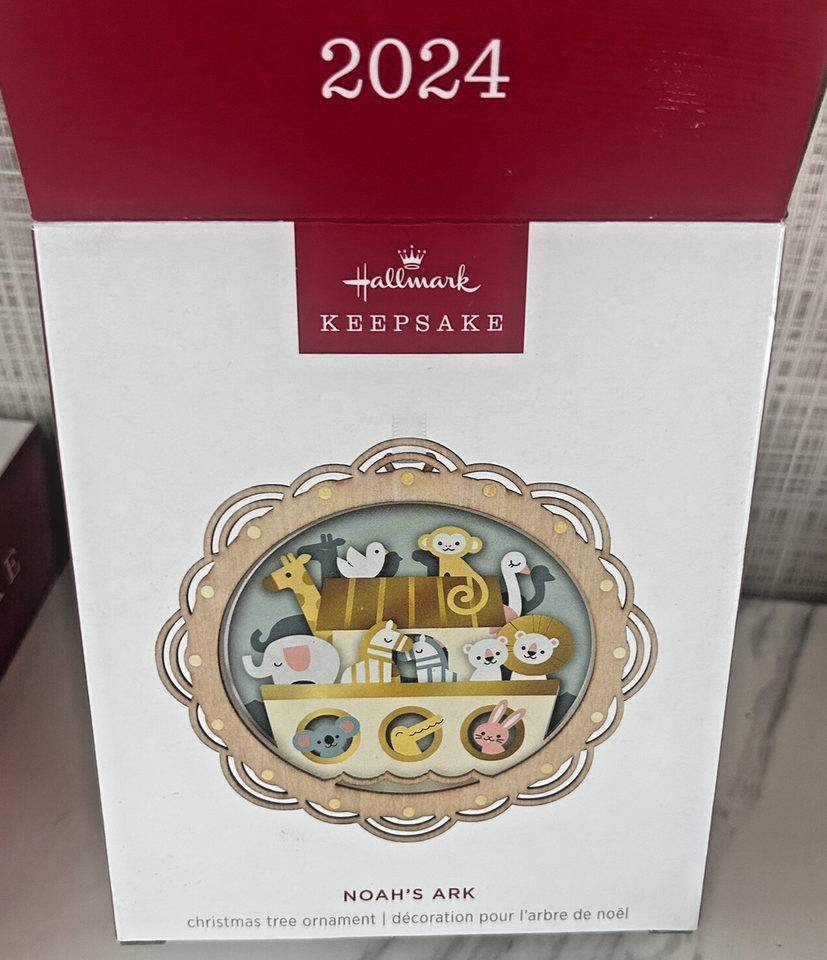 2024
Hallmark
KEEPSAKE
NOAH'S ARK
christmas tree ornament | décoration pour l'arbre de noël